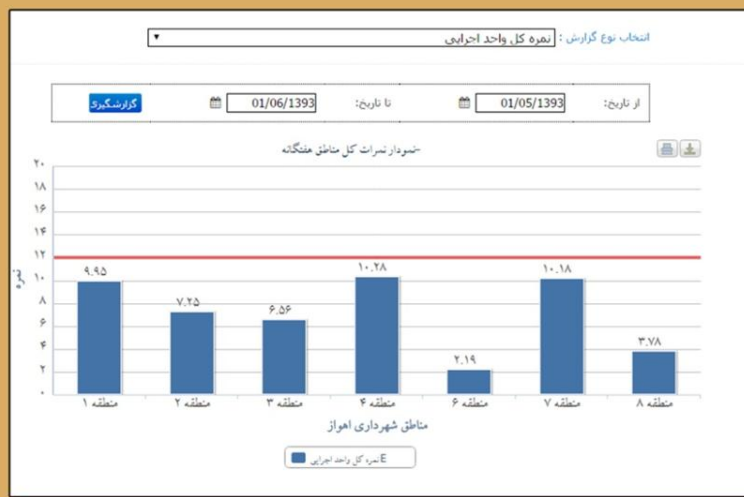 انتخاب نوع گزارش : نمره کل واحد اجرایی
از تاریخ: 01/05/1393 تا تاریخ: 01/06/1393 گزارشگیری
-نمودار نمرات کل مناطق هفتگانه
۲۰
۱۸
۱۶
۱۴
۱۲
۱۰
۸
۶
۴
۲
۰
نمره
۹.۹۵ ۷.۲۵ ۶.۵۶ ۱۰.۲۸ ۲.۱۹ ۱۰.۱۸ ۳.۷۸
منطقه ۱ منطقه ۲ منطقه ۳ منطقه ۴ منطقه ۶ منطقه ۷ منطقه ۸
مناطق شهرداری اهواز
نمره کل واحد اجرایی E